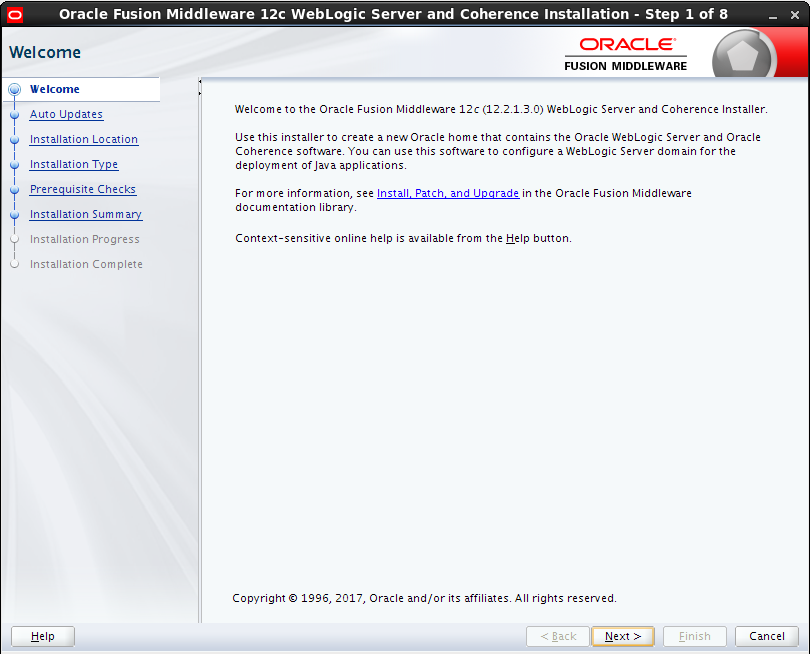 Oracle Fusion Middleware 12c WebLogic Server and Coherence Installation - Step 1 of 8
Welcome
ORACLE®
FUSION MIDDLEWARE
Welcome
Auto Updates
Installation Location
Installation Type
Prerequisite Checks
Installation Summary
Installation Progress
Installation Complete
Welcome to the Oracle Fusion Middleware 12c (12.2.1.3.0) WebLogic Server and Coherence Installer.
Use this installer to create a new Oracle home that contains the Oracle WebLogic Server and Oracle
Coherence software. You can use this software to configure a WebLogic Server domain for the
deployment of Java applications.
For more information, see Install, Patch, and Upgrade in the Oracle Fusion Middleware
documentation library.
Context-sensitive online help is available from the Help button.
Copyright © 1996, 2017, Oracle and/or its affiliates. All rights reserved.
Help
< Back
Next >
Finish
Cancel